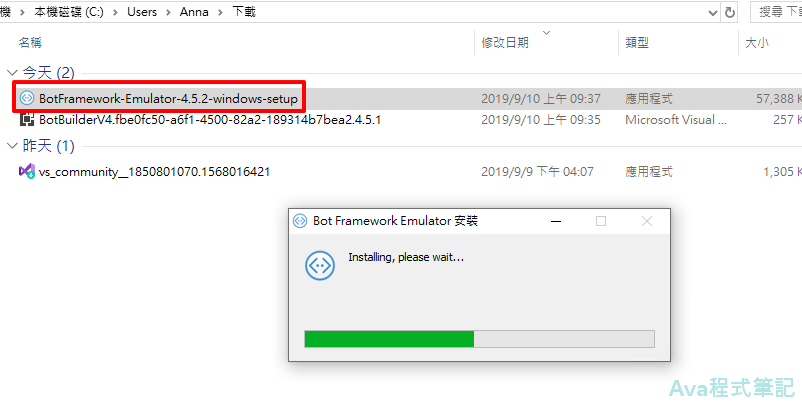 機 › 本機磁碟 (C:) › Users › Anna › 下載 搜尋 下載
名稱 修改日期 類型 大小
今天 (2)
BotFramework-Emulator-4.5.2-windows-setup 2019/9/10 上午 09:37 應用程式 57,388 K
BotBuilderV4.fbe0fc50-a6f1-4500-82a2-189314b7bea2.4.5.1 2019/9/10 上午 09:35 Microsoft Visual ... 257 K
昨天 (1)
vs_community__1850801070.1568016421 2019/9/9 下午 04:07 應用程式 1,305 K
Bot Framework Emulator 安裝
Installing, please wait...
Ava程式筆記